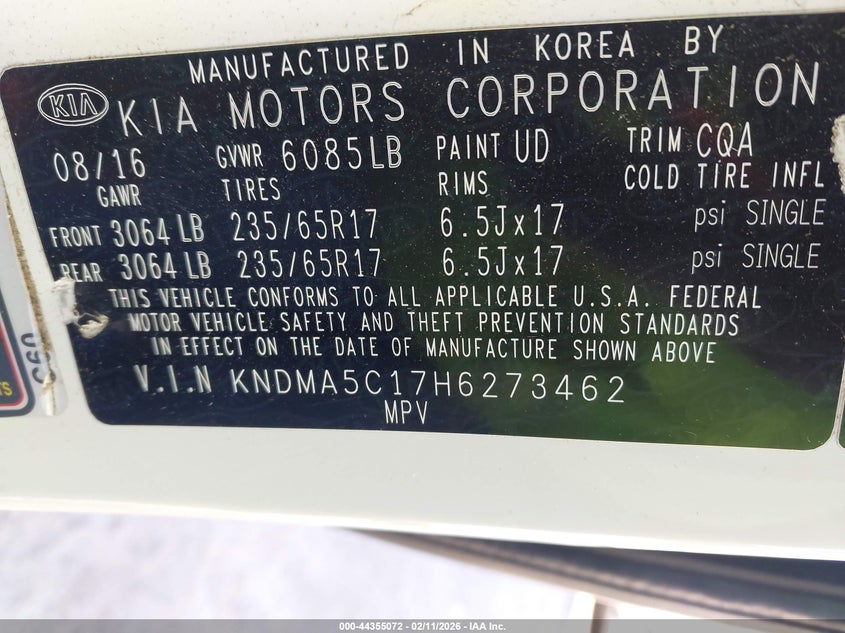 MANUFACTURED IN KOREA BY
KIA KIA MOTORS CORPORATION
08/16 GVWR 6085LB PAINT UD TRIM CQA
GAWR TIRES RIMS COLD TIRE INFL
FRONT 3064 LB 235/65R17 6.5Jx17 psi SINGLE
REAR 3064 LB 235/65R17 6.5Jx17 psi SINGLE
THIS VEHICLE CONFORMS TO ALL APPLICABLE U.S.A. FEDERAL
MOTOR VEHICLE SAFETY AND THEFT PREVENTION STANDARDS
IN EFFECT ON THE DATE OF MANUFACTURE SHOWN ABOVE
V.I.N KNDMA5C17H6273462
MPV
000-44355072 - 02/11/2026 - IAA Inc.